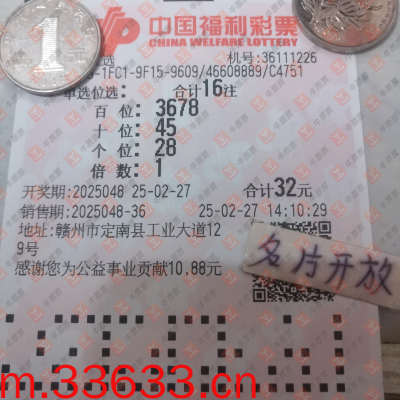 中国福利彩票
CHINA WELFARE LOTTERY
选 机号:36111226
-1FC1-9F15-9609/46608889/C4751
单选位选: 合计16注
百位:3678
十位:45
个位:28
倍数:1
开奖期:2025048 25-02-27 合计32元
销售期:2025048-36 25-02-27 14:10:29
地址:赣州市定南县工业大道12
9号
感谢您为公益事业贡献10.88元
名片开放
m.33633.cn
1